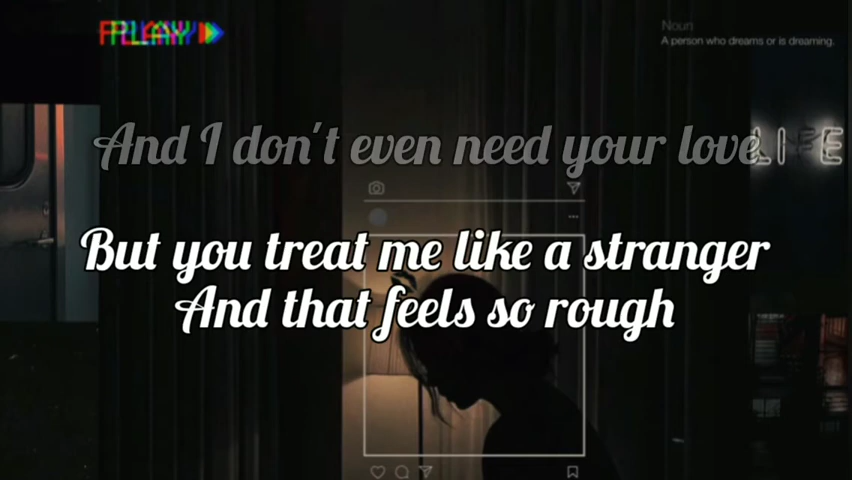 PLAY
Noun
A person who dreams or is dreaming.
And I don't even need your love
LIFE
But you treat me like a stranger
And that feels so rough